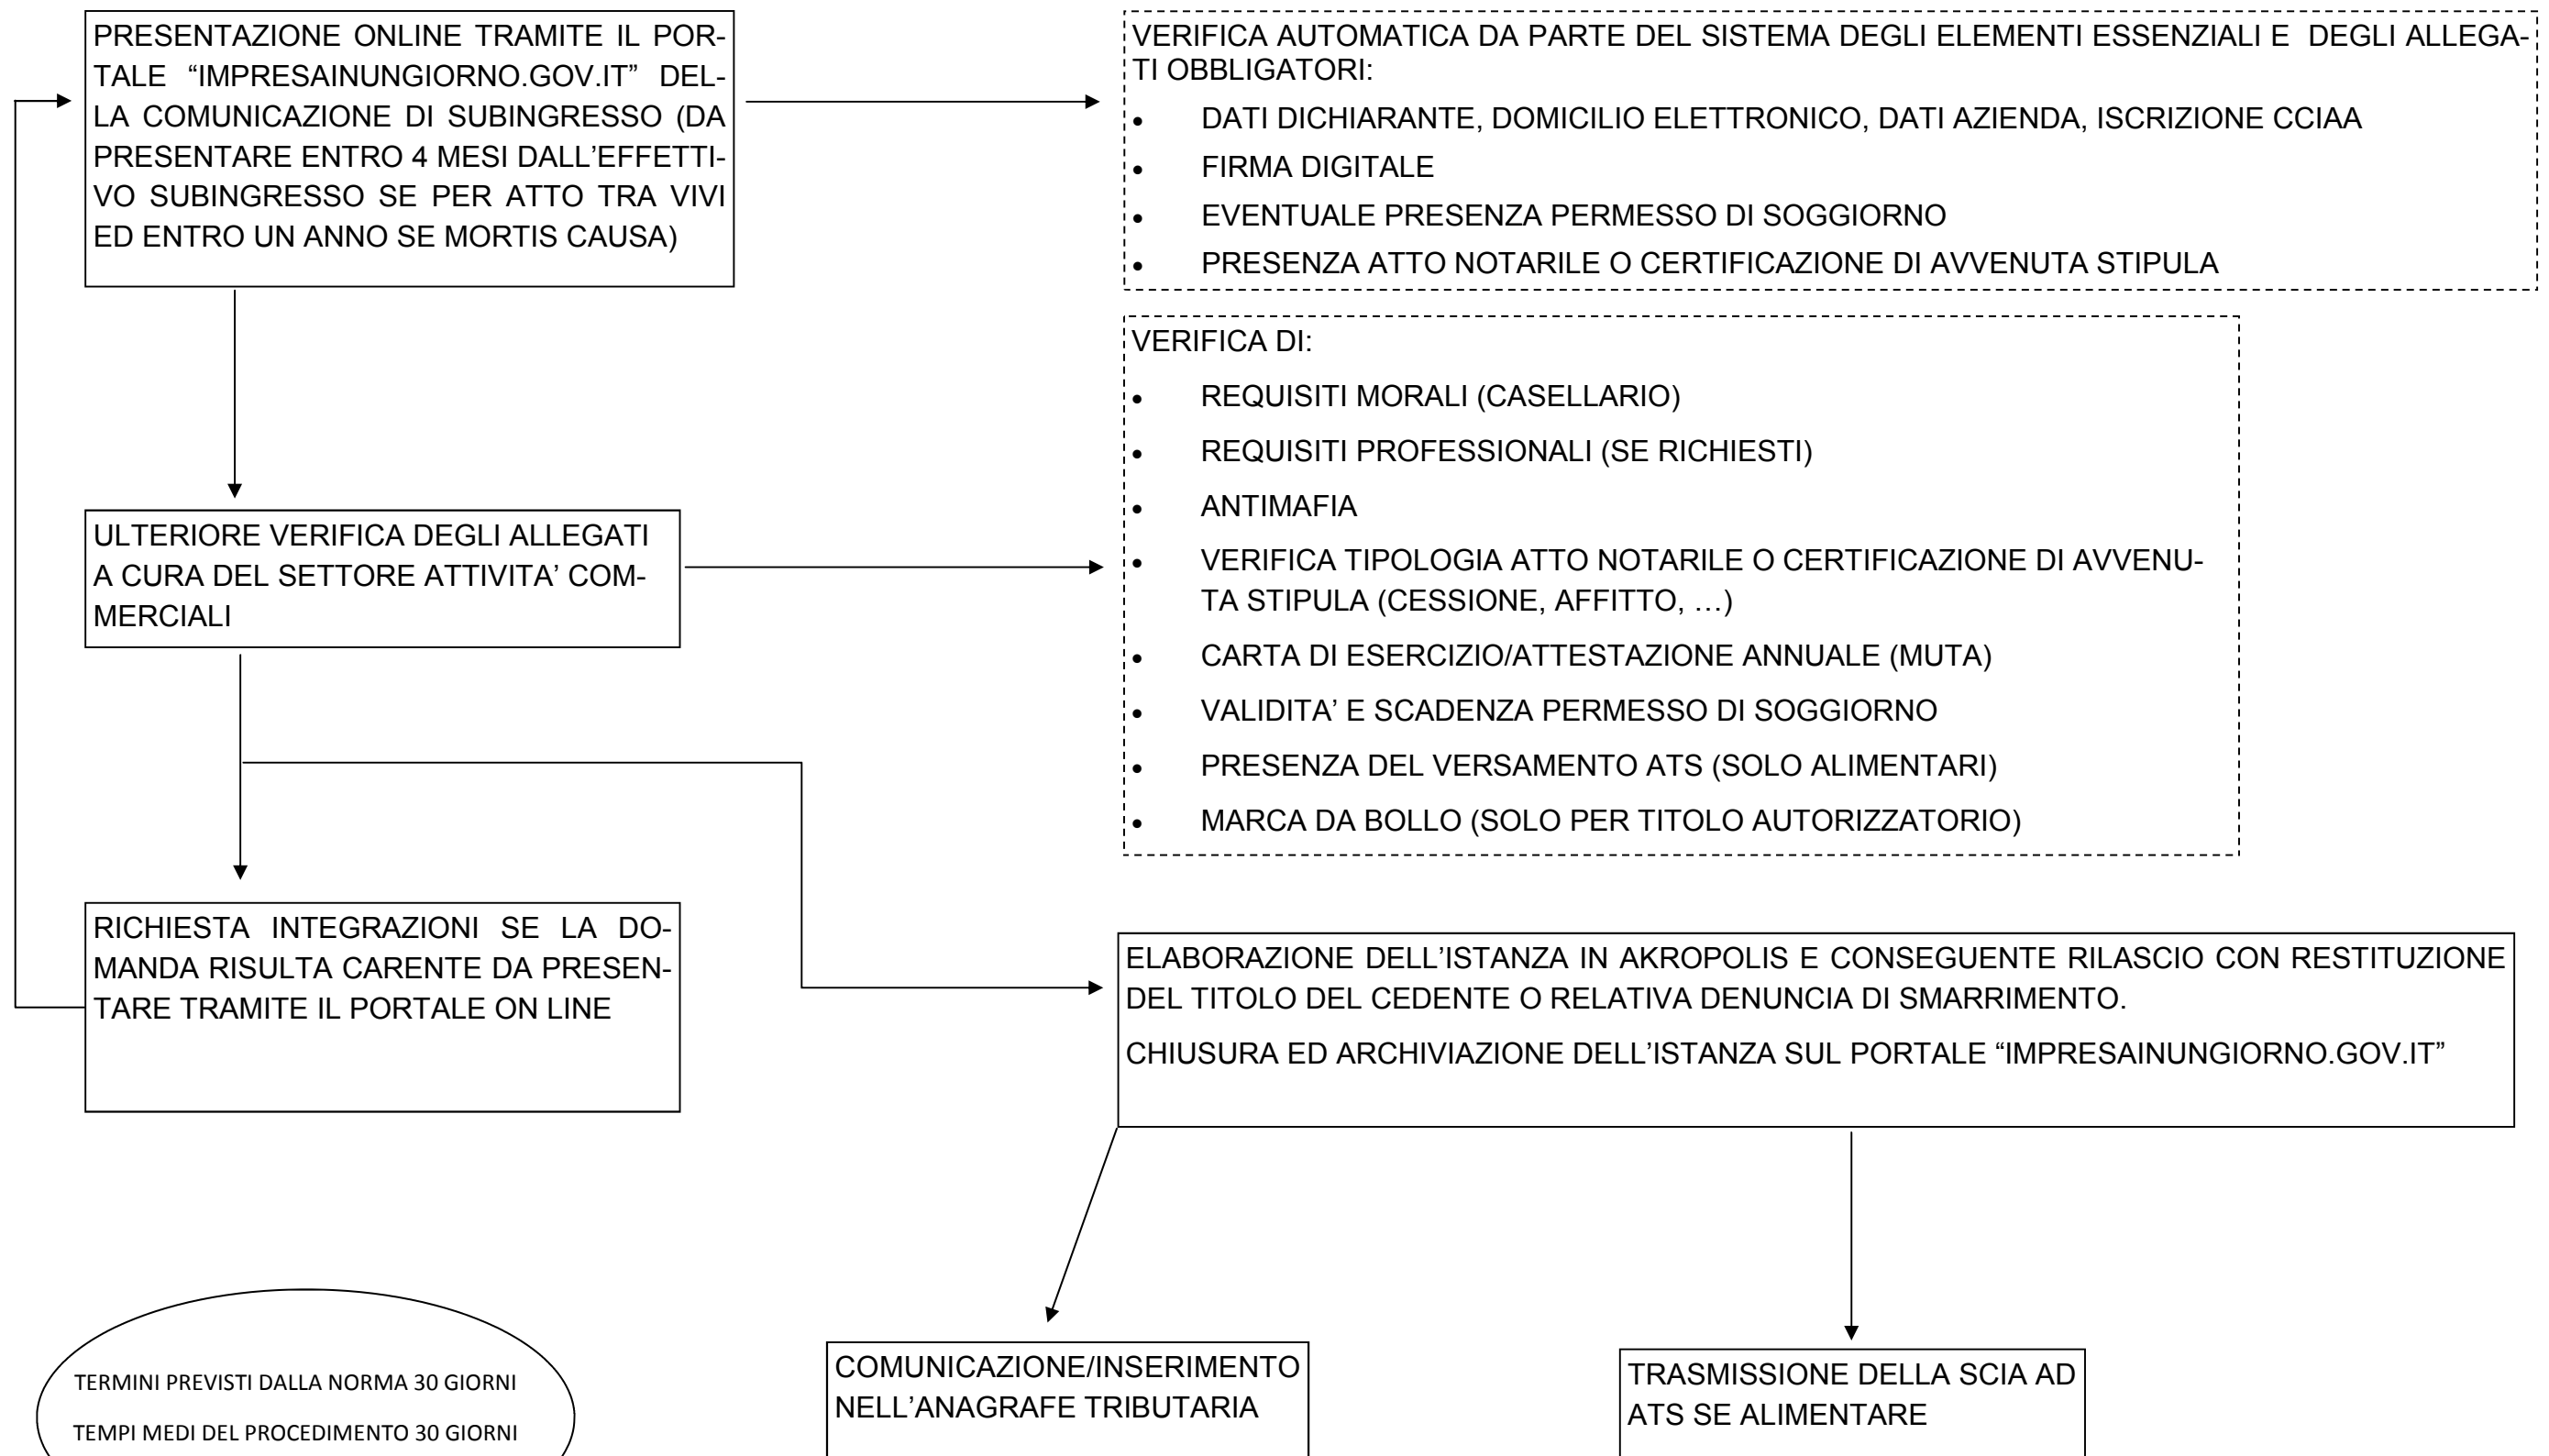 PRESENTAZIONE ONLINE TRAMITE IL POR-
TALE “IMPRESAINUNGIORNO.GOV.IT” DEL-
LA COMUNICAZIONE DI SUBINGRESSO (DA
PRESENTARE ENTRO 4 MESI DALL’EFFETTI-
VO SUBINGRESSO SE PER ATTO TRA VIVI
ED ENTRO UN ANNO SE MORTIS CAUSA)
VERIFICA AUTOMATICA DA PARTE DEL SISTEMA DEGLI ELEMENTI ESSENZIALI E DEGLI ALLEGA-
TI OBBLIGATORI:
• DATI DICHIARANTE, DOMICILIO ELETTRONICO, DATI AZIENDA, ISCRIZIONE CCIAA
• FIRMA DIGITALE
• EVENTUALE PRESENZA PERMESSO DI SOGGIORNO
• PRESENZA ATTO NOTARILE O CERTIFICAZIONE DI AVVENUTA STIPULA
ULTERIORE VERIFICA DEGLI ALLEGATI
A CURA DEL SETTORE ATTIVITA’ COM-
MERCIALI
VERIFICA DI:
• REQUISITI MORALI (CASELLARIO)
• REQUISITI PROFESSIONALI (SE RICHIESTI)
• ANTIMAFIA
• VERIFICA TIPOLOGIA ATTO NOTARILE O CERTIFICAZIONE DI AVVENU-
TA STIPULA (CESSIONE, AFFITTO, …)
• CARTA DI ESERCIZIO/ATTESTAZIONE ANNUALE (MUTA)
• VALIDITA’ E SCADENZA PERMESSO DI SOGGIORNO
• PRESENZA DEL VERSAMENTO ATS (SOLO ALIMENTARI)
• MARCA DA BOLLO (SOLO PER TITOLO AUTORIZZATORIO)
RICHIESTA INTEGRAZIONI SE LA DO-
MANDA RISULTA CARENTE DA PRESEN-
TARE TRAMITE IL PORTALE ON LINE
ELABORAZIONE DELL’ISTANZA IN AKROPOLIS E CONSEGUENTE RILASCIO CON RESTITUZIONE
DEL TITOLO DEL CEDENTE O RELATIVA DENUNCIA DI SMARRIMENTO.
CHIUSURA ED ARCHIVIAZIONE DELL’ISTANZA SUL PORTALE “IMPRESAINUNGIORNO.GOV.IT”
TERMINI PREVISTI DALLA NORMA 30 GIORNI
TEMPI MEDI DEL PROCEDIMENTO 30 GIORNI
COMUNICAZIONE/INSERIMENTO
NELL’ANAGRAFE TRIBUTARIA
TRASMISSIONE DELLA SCIA AD
ATS SE ALIMENTARE